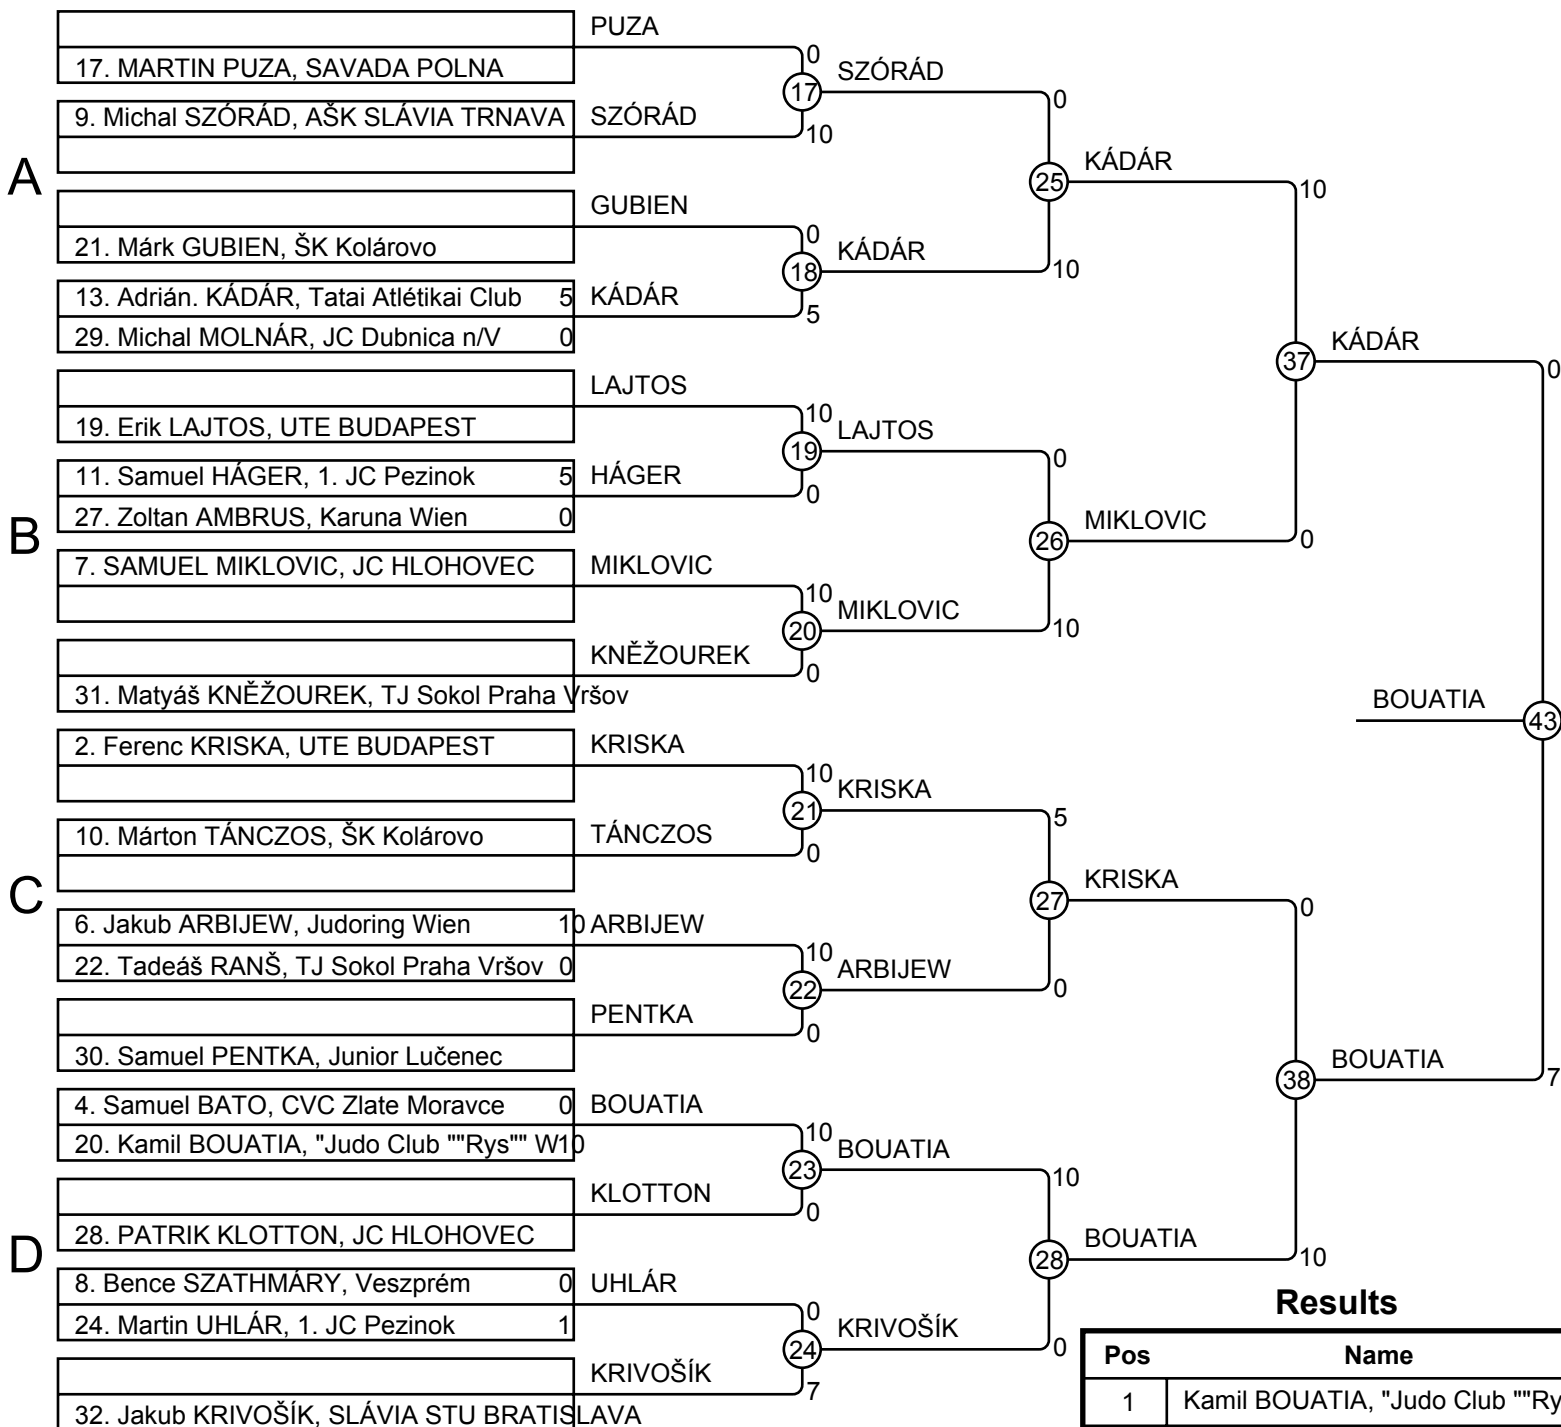 PUZA
17. MARTIN PUZA, SAVADA POLNA
0
SZÓRÁD
17
9. Michal SZÓRÁD, AŠK SLÁVIA TRNAVA
SZÓRÁD
10
0
A
KÁDÁR
25
10
GUBIEN
21. Márk GUBIEN, ŠK Kolárovo
0
KÁDÁR
18
10
13. Adrián. KÁDÁR, Tatai Atlétikai Club 5
KÁDÁR
5
29. Michal MOLNÁR, JC Dubnica n/V 0
KÁDÁR
37
0
LAJTOS
19. Erik LAJTOS, UTE BUDAPEST
10
LAJTOS
19
0
11. Samuel HÁGER, 1. JC Pezinok 5
HÁGER
0
27. Zoltan AMBRUS, Karuna Wien 0
B
MIKLOVIC
26
0
7. SAMUEL MIKLOVIC, JC HLOHOVEC
MIKLOVIC
10
MIKLOVIC
20
10
KNĚŽOUREK
0
31. Matyáš KNĚŽOUREK, TJ Sokol Praha Vršov
BOUATIA
43
2. Ferenc KRISKA, UTE BUDAPEST
KRISKA
10
KRISKA
21
5
10. Márton TÁNCZOS, ŠK Kolárovo
TÁNCZOS
0
C
KRISKA
27
0
6. Jakub ARBIJEW, Judoring Wien 10
ARBIJEW
10
22. Tadeáš RANŠ, TJ Sokol Praha Vršov 0
ARBIJEW
22
0
PENTKA
0
30. Samuel PENTKA, Junior Lučenec
BOUATIA
38
7
4. Samuel BATO, CVC Zlate Moravce 0
BOUATIA
10
20. Kamil BOUATIA, "Judo Club ""Rys"" W10
BOUATIA
23
10
KLOTTON
0
28. PATRIK KLOTTON, JC HLOHOVEC
D
BOUATIA
28
10
8. Bence SZATHMÁRY, Veszprém 0
UHLÁR
0
24. Martin UHLÁR, 1. JC Pezinok 1
KRIVOŠÍK
24
0
KRIVOŠÍK
7
32. Jakub KRIVOŠÍK, SLÁVIA STU BRATISLAVA
Results
Pos Name
1 Kamil BOUATIA, "Judo Club ""Ry